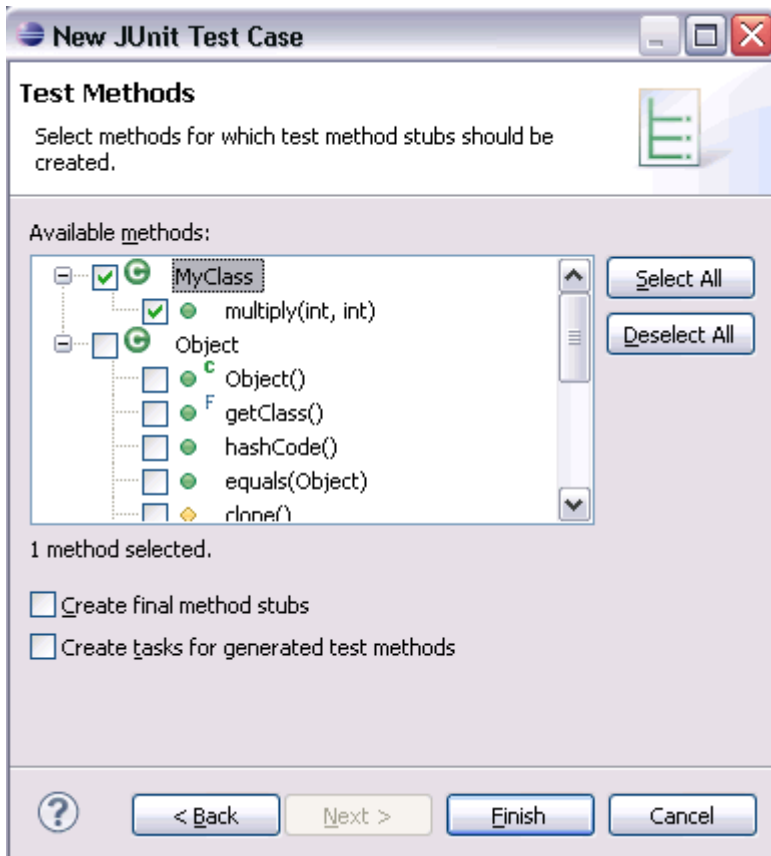 New JUnit Test Case
Test Methods
Select methods for which test method stubs should be
created.
Available methods:
MyClass
multiply(int, int)
Object
C
Object()
F
getClass()
hashCode()
equals(Object)
clone()
Select All
Deselect All
1 method selected.
Create final method stubs
Create tasks for generated test methods
?
< Back
Next >
Finish
Cancel